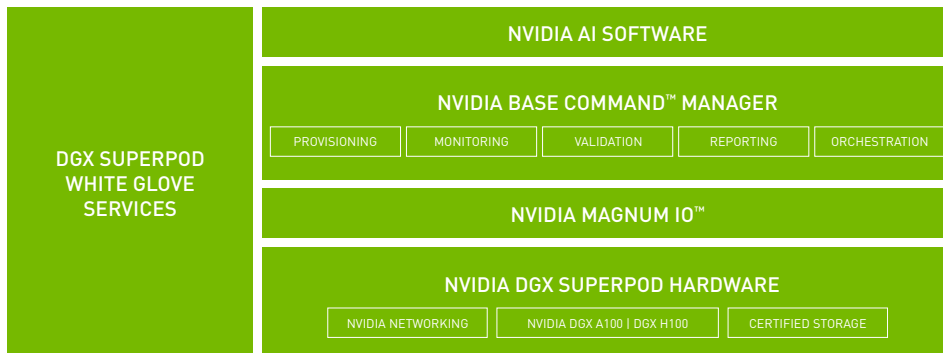 DGX SUPERPOD
WHITE GLOVE
SERVICES
NVIDIA AI SOFTWARE
NVIDIA BASE COMMAND™ MANAGER
PROVISIONING
MONITORING
VALIDATION
REPORTING
ORCHESTRATION
NVIDIA MAGNUM IO™
NVIDIA DGX SUPERPOD HARDWARE
NVIDIA NETWORKING
NVIDIA DGX A100 | DGX H100
CERTIFIED STORAGE